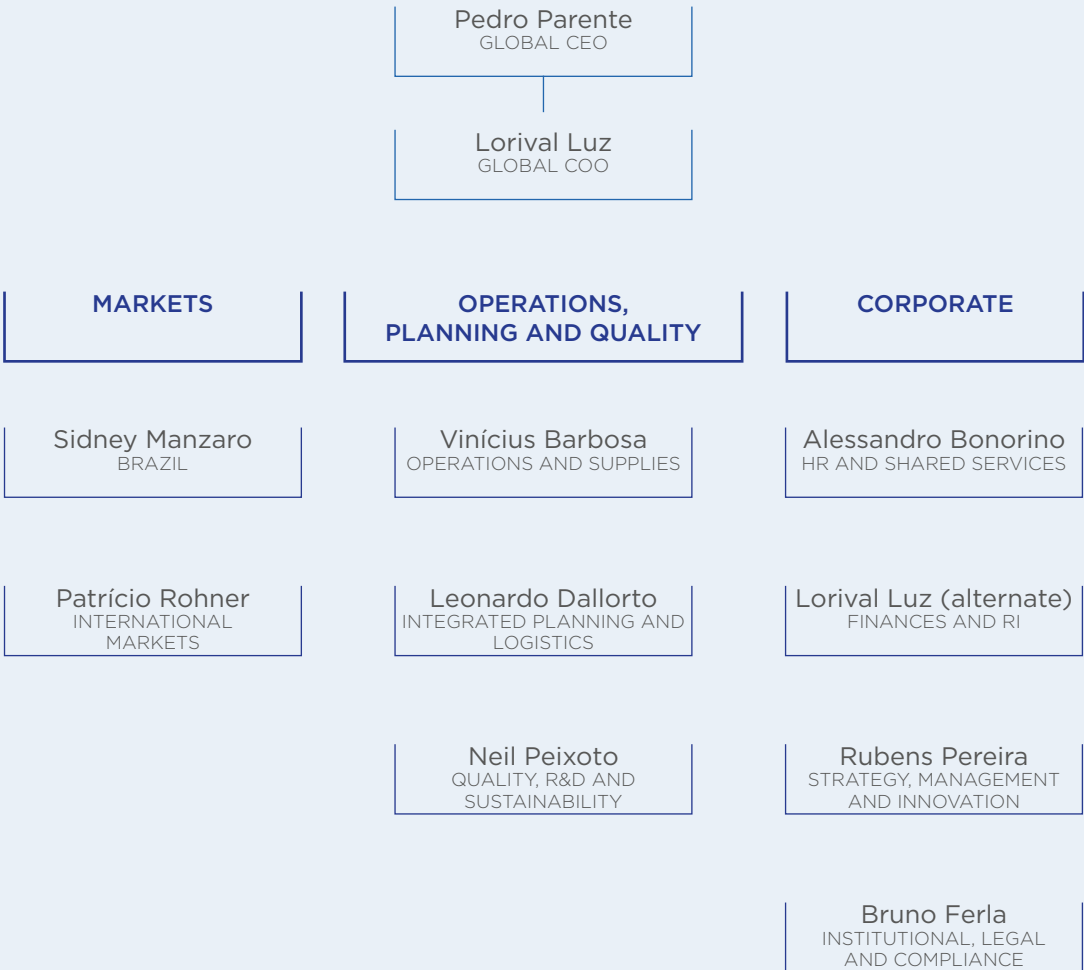 Pedro Parente
GLOBAL CEO
Lorival Luz
GLOBAL COO
MARKETS
OPERATIONS,
PLANNING AND QUALITY
CORPORATE
Sidney Manzaro
BRAZIL
Vinícius Barbosa
OPERATIONS AND SUPPLIES
Alessandro Bonorino
HR AND SHARED SERVICES
Patrício Rohner
INTERNATIONAL
MARKETS
Leonardo Dallorto
INTEGRATED PLANNING AND
LOGISTICS
Lorival Luz (alternate)
FINANCES AND RI
Neil Peixoto
QUALITY, R&D AND
SUSTAINABILITY
Rubens Pereira
STRATEGY, MANAGEMENT
AND INNOVATION
Bruno Ferla
INSTITUTIONAL, LEGAL
AND COMPLIANCE